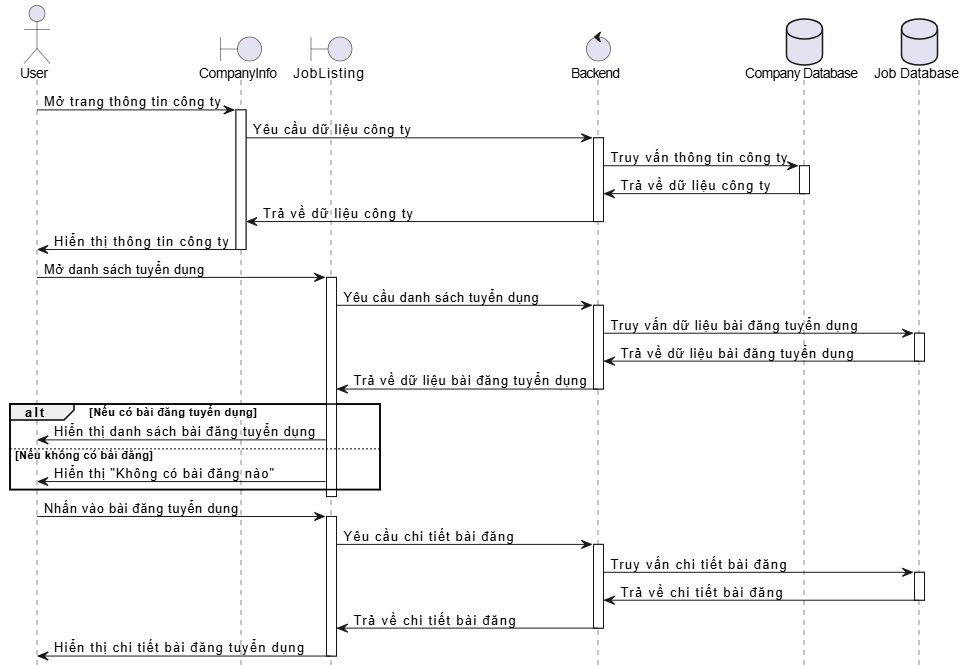 User
CompanyInfo
JobListing
Backend
Company Database
Job Database
Mở trang thông tin công ty
Yêu cầu dữ liệu công ty
Truy vấn thông tin công ty
Trả về dữ liệu công ty
Trả về dữ liệu công ty
Hiển thị thông tin công ty
Mở danh sách tuyển dụng
Yêu cầu danh sách tuyển dụng
Truy vấn dữ liệu bài đăng tuyển dụng
Trả về dữ liệu bài đăng tuyển dụng
Trả về dữ liệu bài đăng tuyển dụng
alt [Nếu có bài đăng tuyển dụng]
Hiển thị danh sách bài đăng tuyển dụng
[Nếu không có bài đăng]
Hiển thị "Không có bài đăng nào"
Nhấn vào bài đăng tuyển dụng
Yêu cầu chi tiết bài đăng
Truy vấn chi tiết bài đăng
Trả về chi tiết bài đăng
Trả về chi tiết bài đăng
Hiển thị chi tiết bài đăng tuyển dụng